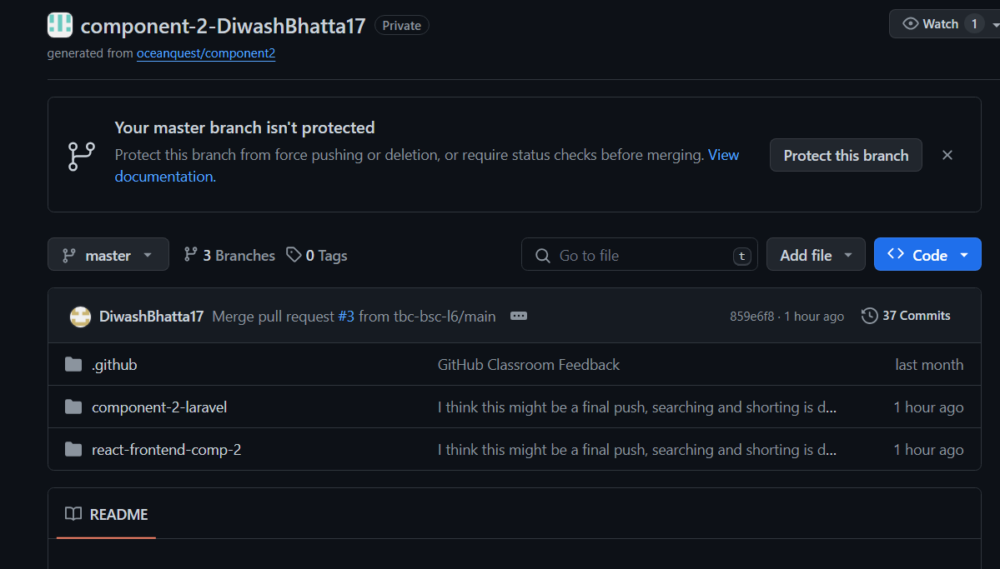 component-2-DiwashBhatta17 Private
Watch 1
generated from oceanquest/component2
Your master branch isn't protected
Protect this branch from force pushing or deletion, or require status checks before merging. View
documentation.
Protect this branch
master 3 Branches 0 Tags Go to file t Add file Code
DiwashBhatta17 Merge pull request #3 from tbc-bsc-l6/main 859e6f8 · 1 hour ago 37 Commits
.github GitHub Classroom Feedback last month
component-2-laravel I think this might be a final push, searching and shorting is d... 1 hour ago
react-frontend-comp-2 I think this might be a final push, searching and shorting is d... 1 hour ago
README